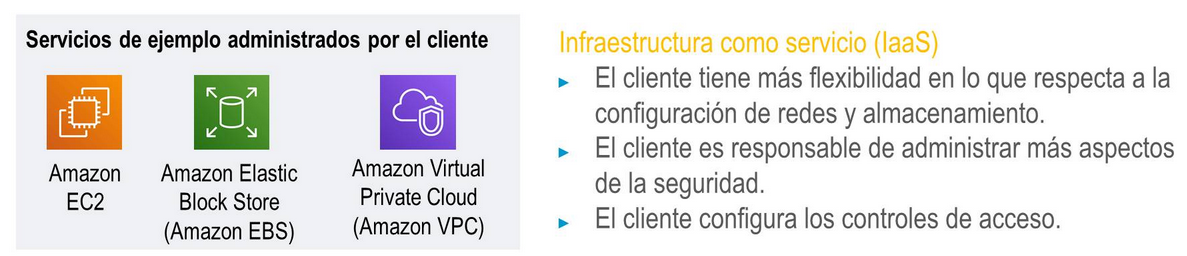 Servicios de ejemplo administrados por el cliente
Amazon
EC2
Amazon Elastic
Block Store
(Amazon EBS)
Amazon Virtual
Private Cloud
(Amazon VPC)
Infraestructura como servicio (IaaS)
► El cliente tiene más flexibilidad en lo que respecta a la
configuración de redes y almacenamiento.
► El cliente es responsable de administrar más aspectos
de la seguridad.
► El cliente configura los controles de acceso.